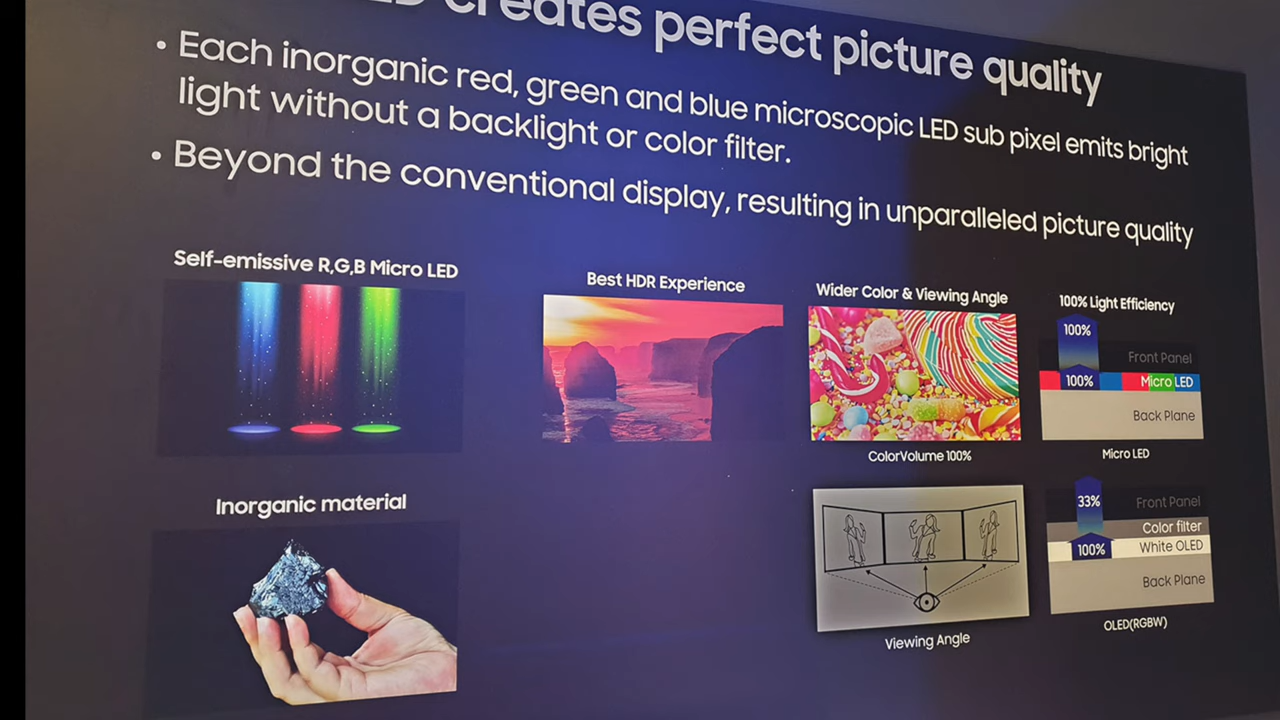 creates perfect picture quality
• Each inorganic red, green and blue microscopic LED sub pixel emits bright
light without a backlight or color filter.
• Beyond the conventional display, resulting in unparalleled picture quality
Self-emissive R,G,B Micro LED
Best HDR Experience
Wider Color & Viewing Angle
100% Light Efficiency
100%
Front Panel
100%
Micro LED
Back Plane
ColorVolume 100%
Micro LED
Inorganic material
33%
Front Panel
Color filter
100%
White OLED
Back Plane
Viewing Angle
OLED(RGBW)